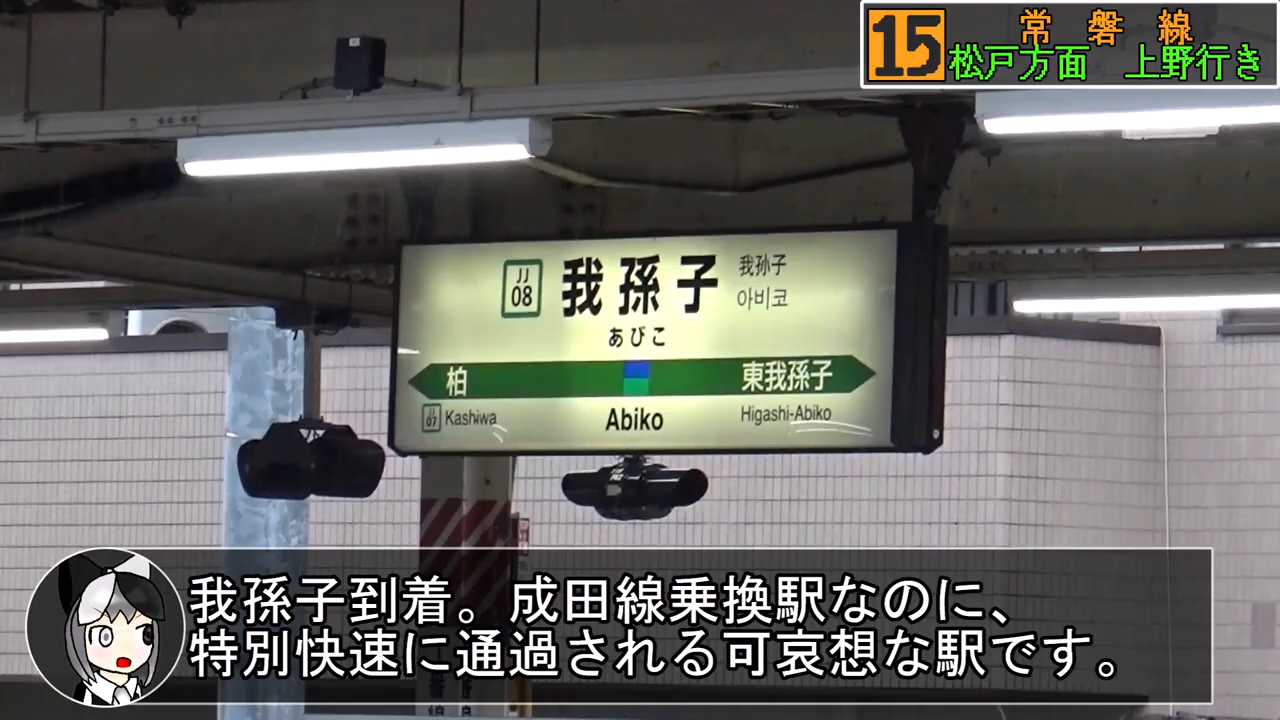 15 常磐線
松戸方面 上野行き
JJ
08
我孫子
我孙子
아비코
あびこ
柏
東我孫子
JJ
07
Kashiwa
Abiko
Higashi-Abiko
我孫子到着。成田線乗換駅なのに、
特別快速に通過される可哀想な駅です。